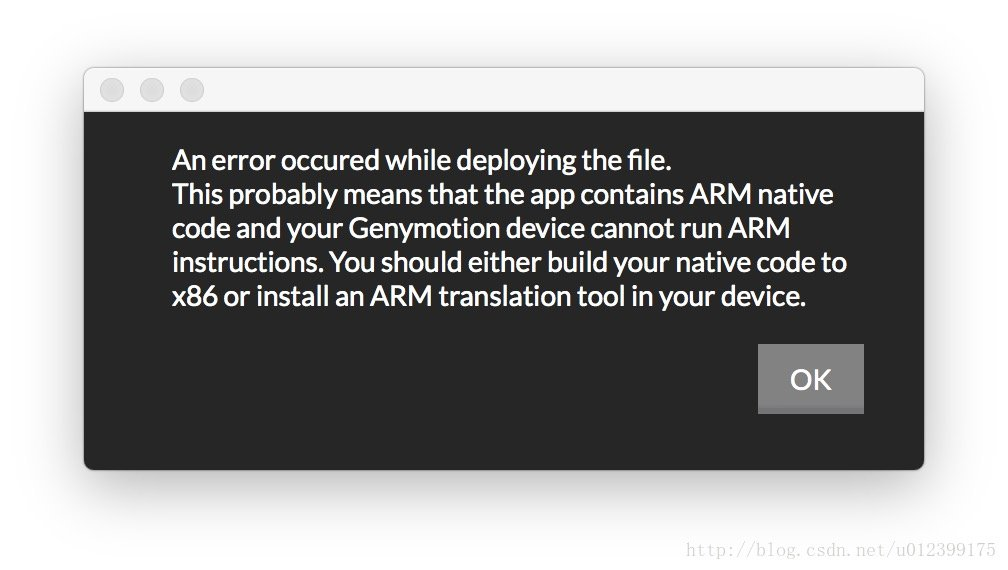 An error occured while deploying the file.
This probably means that the app contains ARM native
code and your Genymotion device cannot run ARM
instructions. You should either build your native code to
x86 or install an ARM translation tool in your device.
OK
http://blog.csdn.net/u012399175